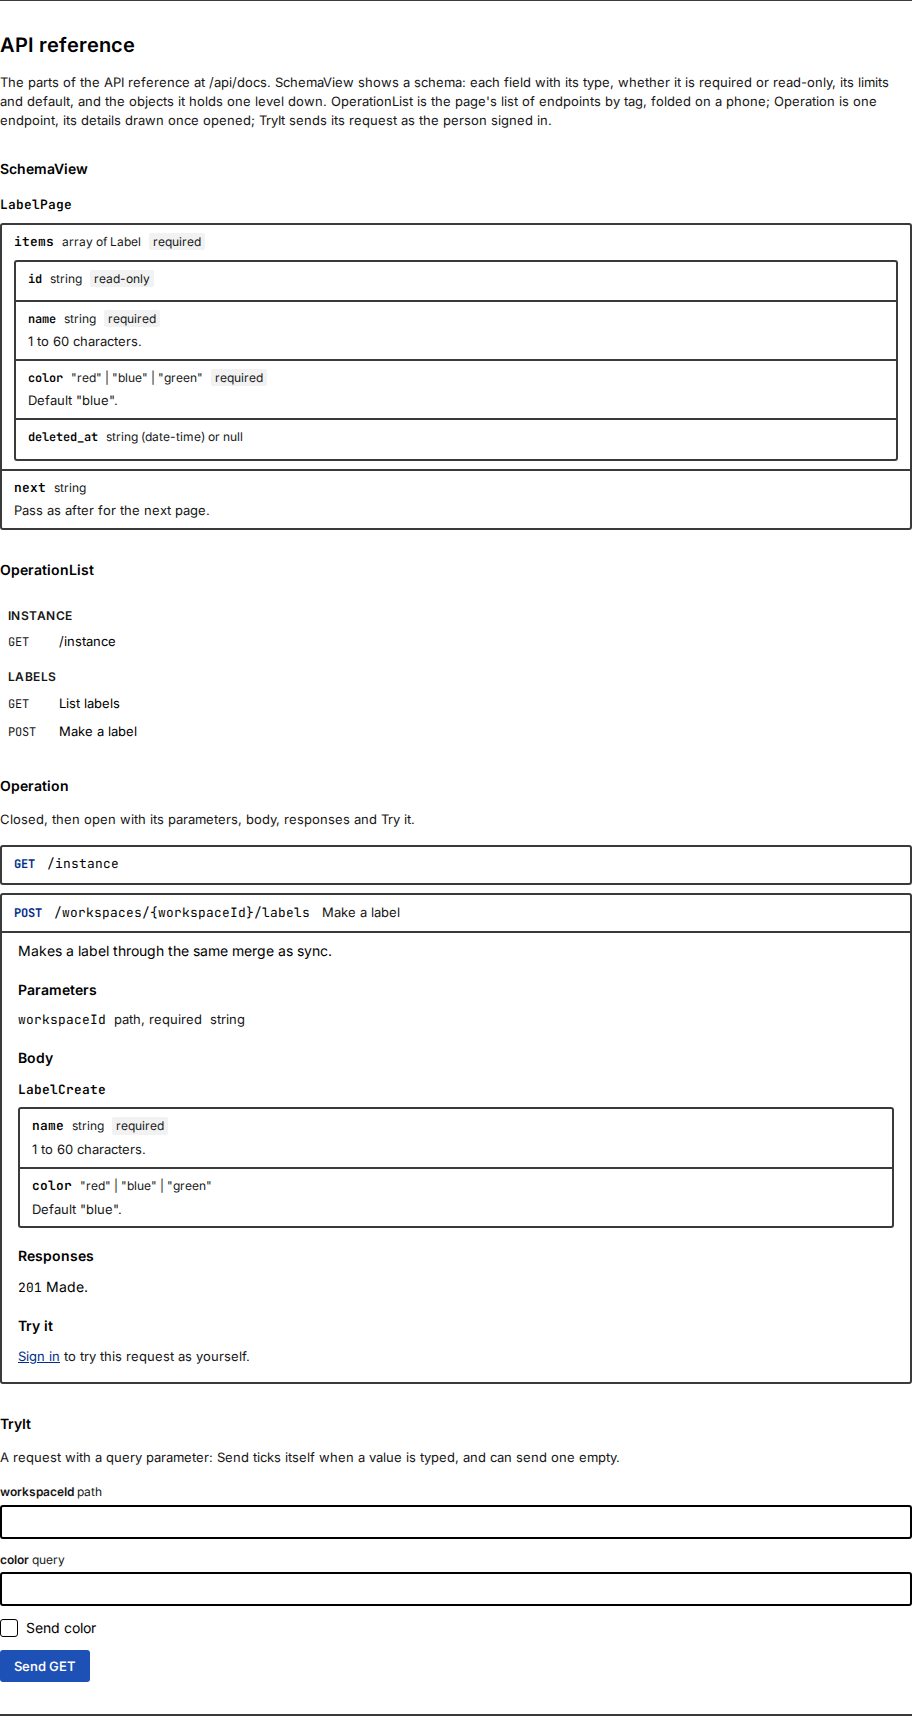 API reference
The parts of the API reference at /api/docs. SchemaView shows a schema: each field with its type, whether it is required or read-only, its limits
and default, and the objects it holds one level down. OperationList is the page's list of endpoints by tag, folded on a phone; Operation is one
endpoint, its details drawn once opened; TryIt sends its request as the person signed in.
SchemaView
LabelPage
items array of Label required
id string read-only
name string required
1 to 60 characters.
color "red" | "blue" | "green" required
Default "blue".
deleted_at string (date-time) or null
next string
Pass as after for the next page.
OperationList
INSTANCE
GET /instance
LABELS
GET List labels
POST Make a label
Operation
Closed, then open with its parameters, body, responses and Try it.
GET /instance
POST /workspaces/{workspaceId}/labels Make a label
Makes a label through the same merge as sync.
Parameters
workspaceId path, required string
Body
LabelCreate
name string required
1 to 60 characters.
color "red" | "blue" | "green"
Default "blue".
Responses
201 Made.
Try it
Sign in to try this request as yourself.
TryIt
A request with a query parameter: Send ticks itself when a value is typed, and can send one empty.
workspaceId path
color query
Send color
Send GET